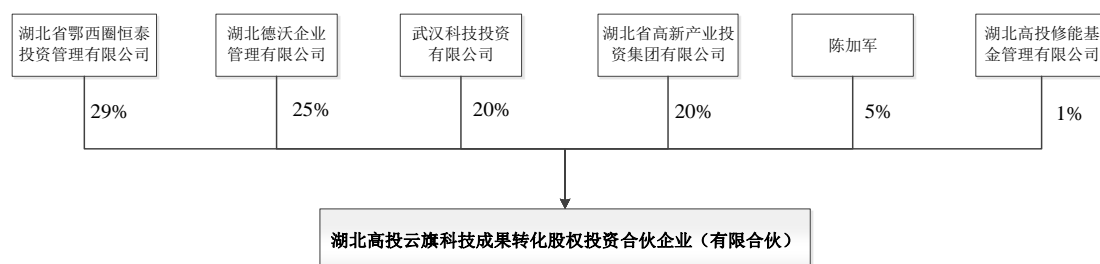 湖北省鄂西圈恒泰
投资管理有限公司
湖北德沃企业
管理有限公司
武汉科技投资
有限公司
湖北省高新产业投
资集团有限公司
陈加军
湖北高投修能基
金管理有限公司
29%
25%
20%
20%
5%
1%
湖北高投云旗科技成果转化股权投资合伙企业（有限合伙）